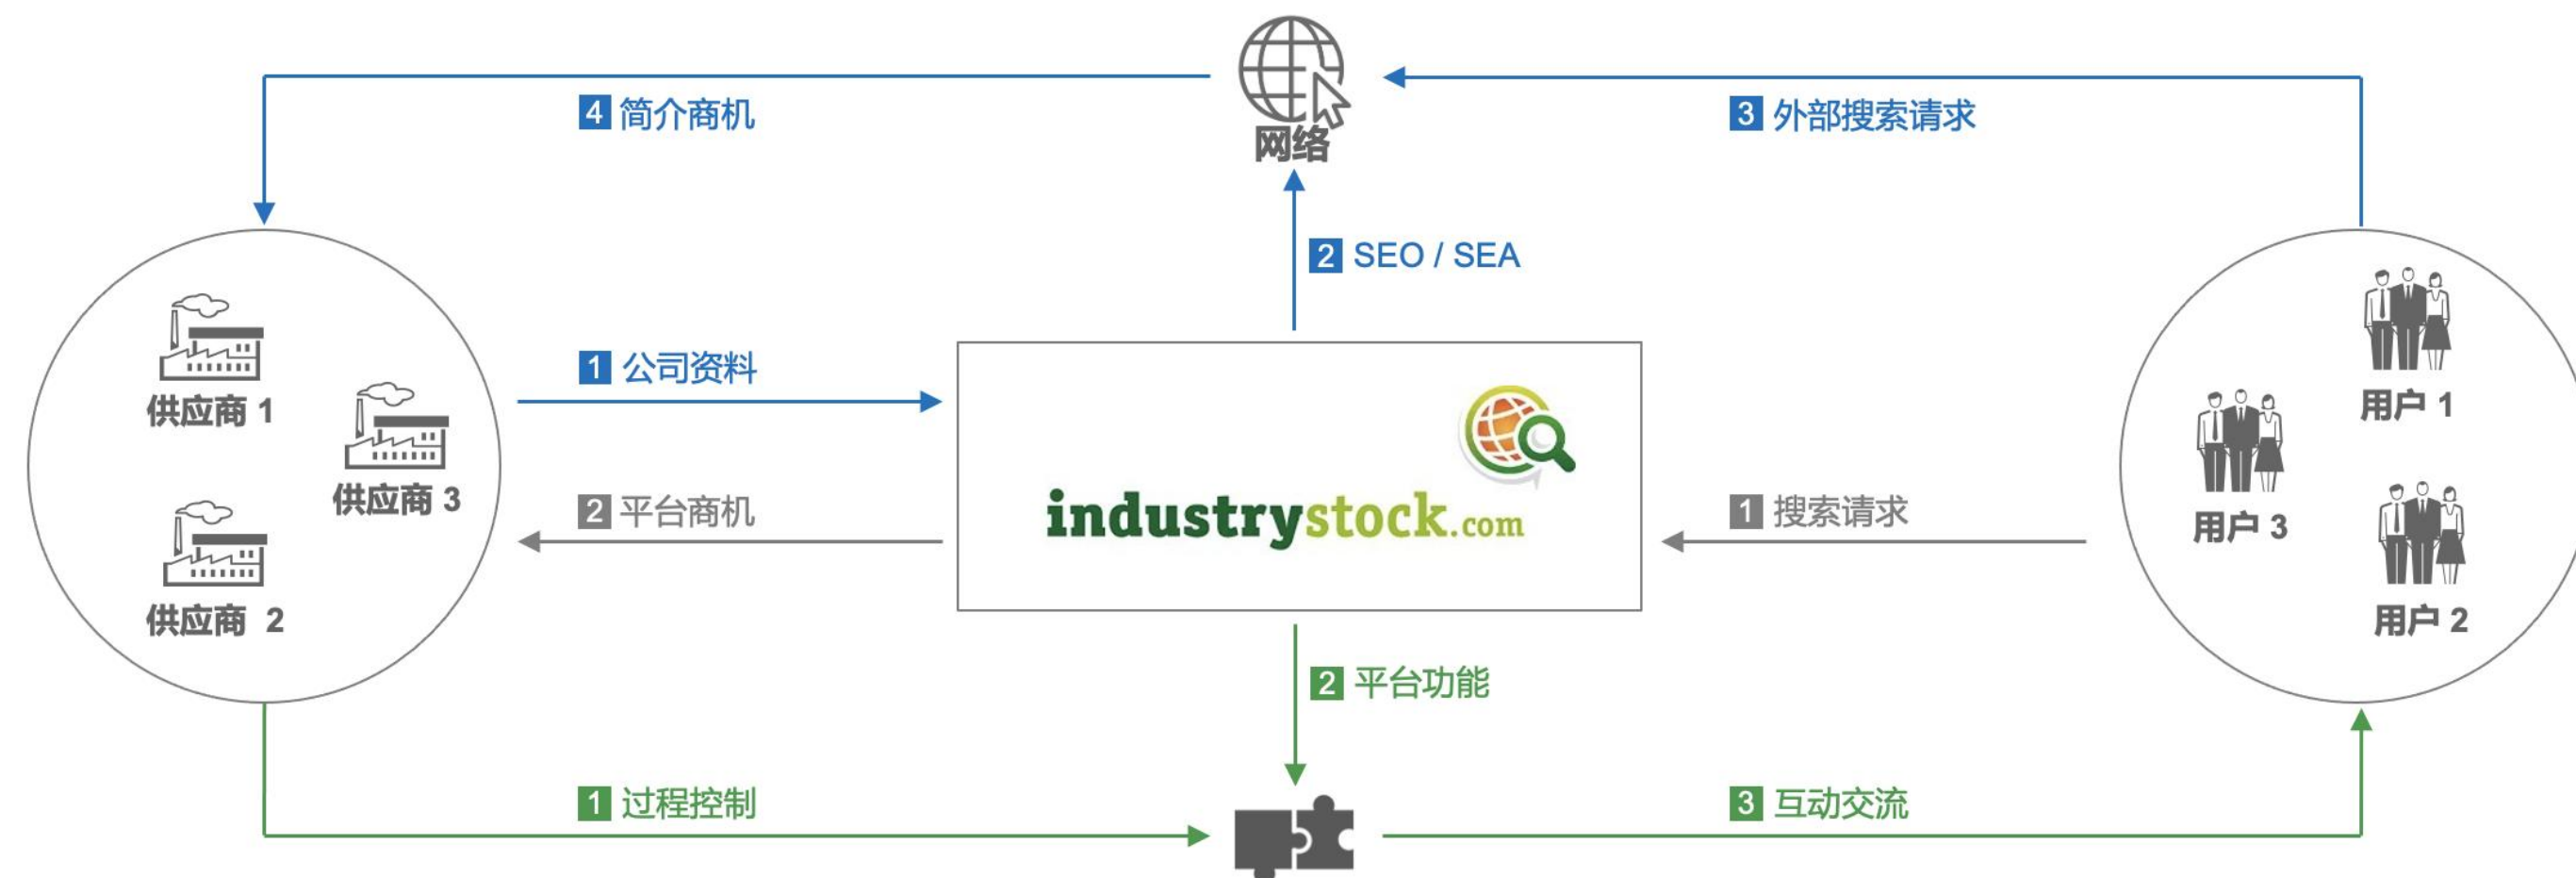 4 简介商机
网络
3 外部搜索请求
2 SEO / SEA
供应商 1
供应商 3
供应商 2
1 公司资料
2 平台商机
industrystock.com
1 搜索请求
用户 1
用户 3
用户 2
2 平台功能
1 过程控制
3 互动交流